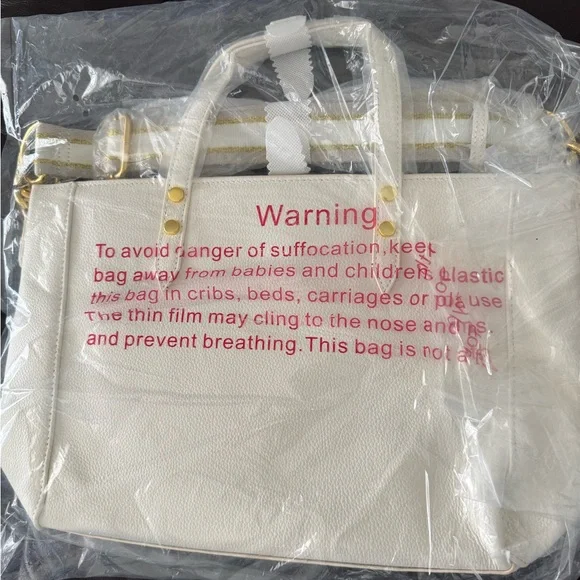 Warning
To avoid danger of suffocation,keep
bag away from babies and children.
this bag in cribs, beds, carriages or
The thin film may cling to the nose and
and prevent breathing.This bag is not a